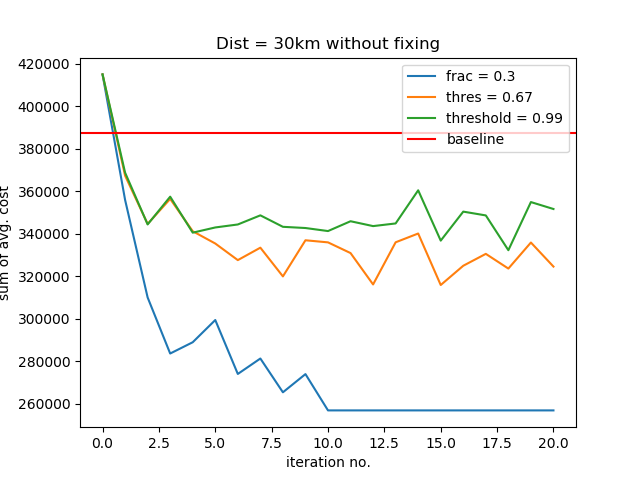 Dist = 30km without fixing
420000
400000
380000
360000
340000
320000
300000
280000
260000
sum of avg. cost
frac = 0.3
thres = 0.67
threshold = 0.99
baseline
0.0 2.5 5.0 7.5 10.0 12.5 15.0 17.5 20.0
iteration no.